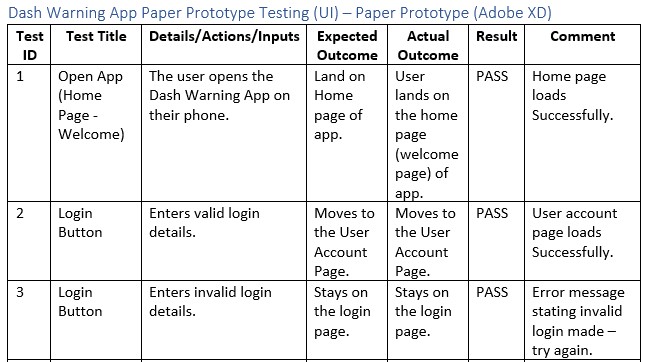 Dash Warning App Paper Prototype Testing (UI) – Paper Prototype (Adobe XD)
Test ID
Test Title
Details/Actions/Inputs
Expected Outcome
Actual Outcome
Result
Comment
1
Open App
(Home
Page -
Welcome)
The user opens the
Dash Warning App on
their phone.
Land on
Home
page of
app.
User
lands on
the home
page
(welcome
page) of
app.
PASS
Home page
loads
Successfully.
2
Login
Button
Enters valid login
details.
Moves to
the User
Account
Page.
Moves to
the User
Account
Page.
PASS
User account
page loads
Successfully.
3
Login
Button
Enters invalid login
details.
Stays on
the login
page.
Stays on
the login
page.
PASS
Error message
stating invalid
login made –
try again.